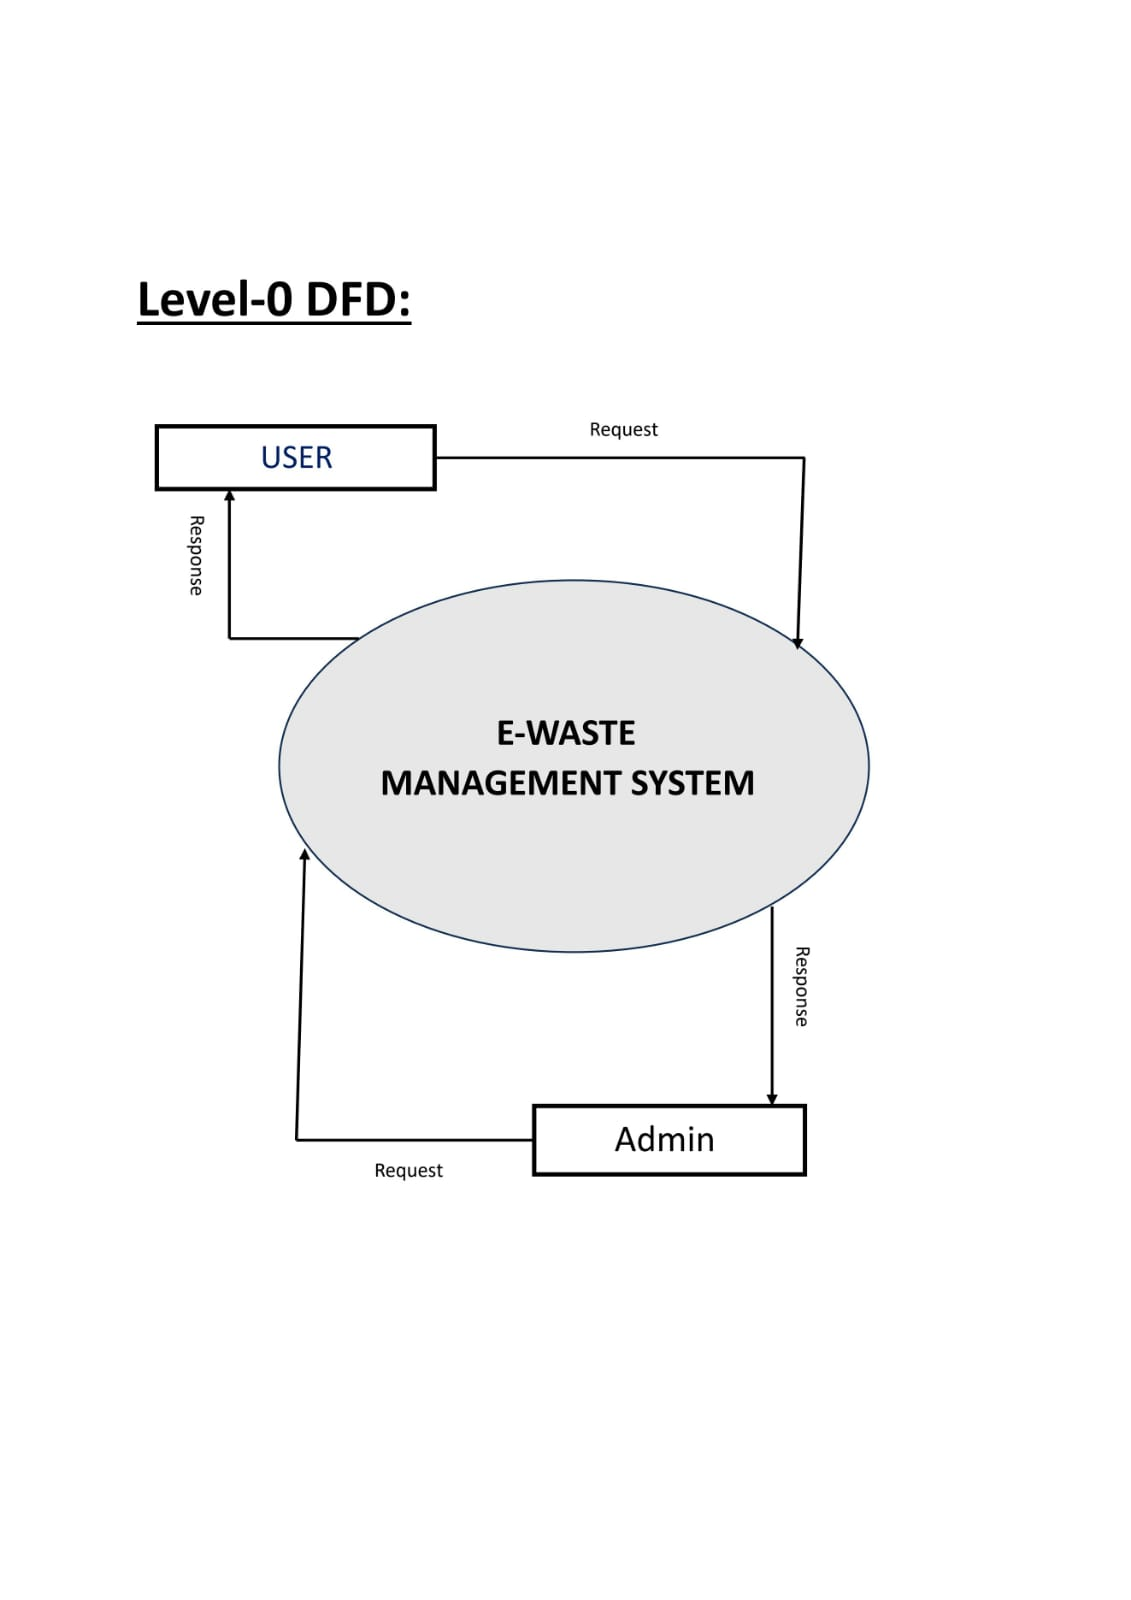 Level-0 DFD:
Request
USER
Response
E-WASTE
MANAGEMENT SYSTEM
Response
Admin
Request